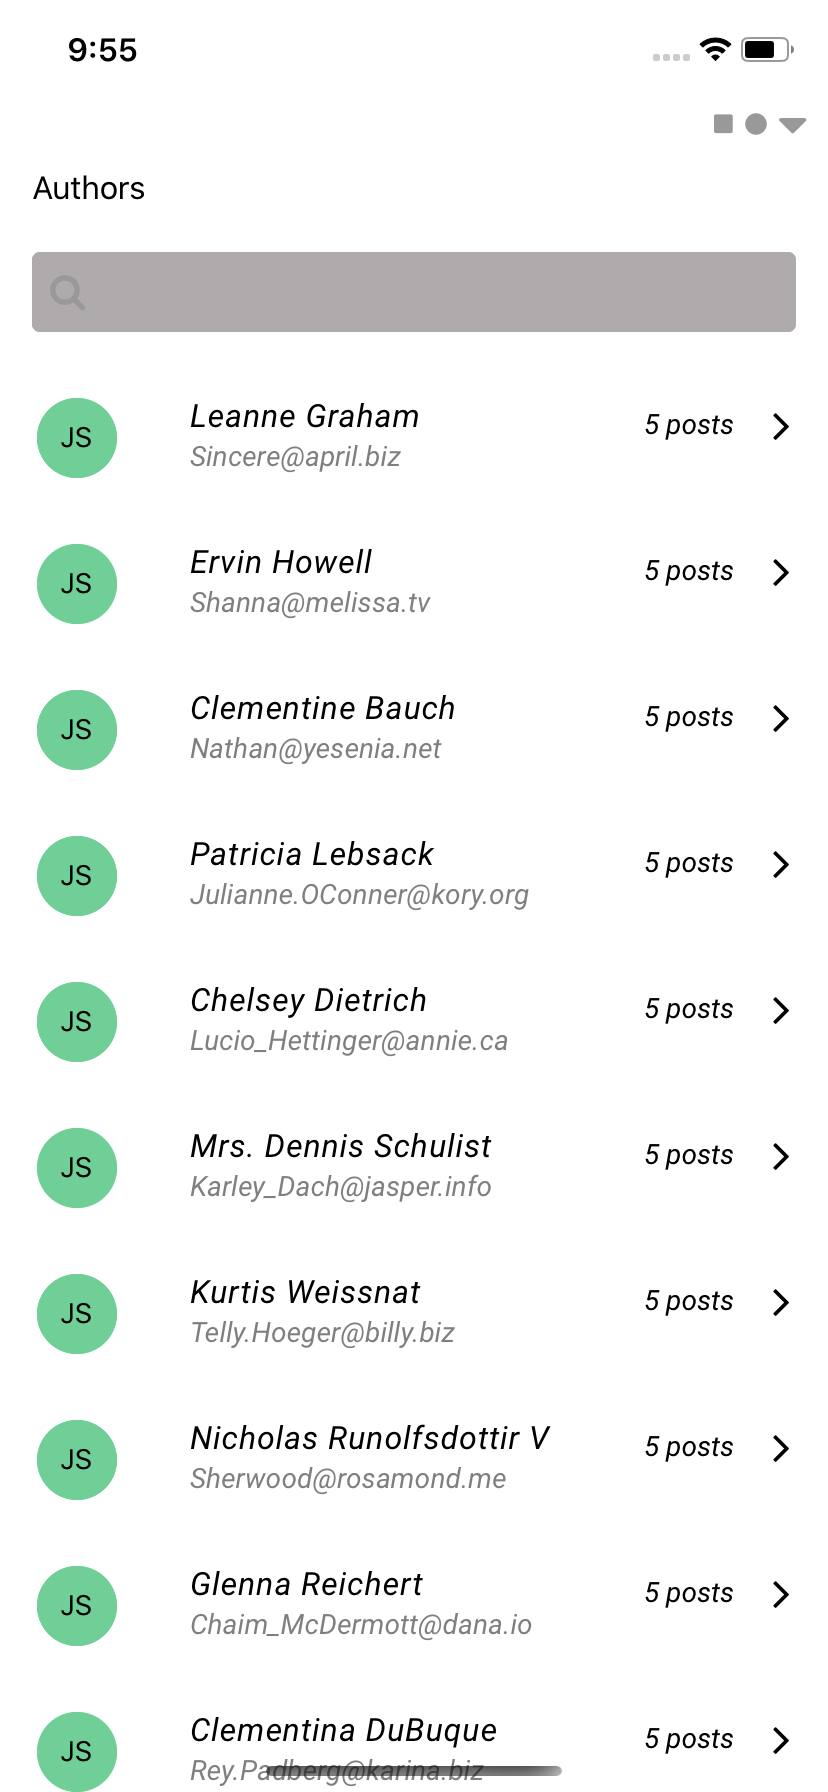 9:55
Authors
JS
Leanne Graham
5 posts
Sincere@april.biz
JS
Ervin Howell
5 posts
Shanna@melissa.tv
JS
Clementine Bauch
5 posts
Nathan@yesenia.net
JS
Patricia Lebsack
5 posts
Julianne.OConner@kory.org
JS
Chelsey Dietrich
5 posts
Lucio_Hettinger@annie.ca
JS
Mrs. Dennis Schulist
5 posts
Karley_Dach@jasper.info
JS
Kurtis Weissnat
5 posts
Telly.Hoeger@billy.biz
JS
Nicholas Runolfsdottir V
5 posts
Sherwood@rosamond.me
JS
Glenna Reichert
5 posts
Chaim_McDermott@dana.io
JS
Clementina DuBuque
5 posts
Rey.Padberg@karina.biz